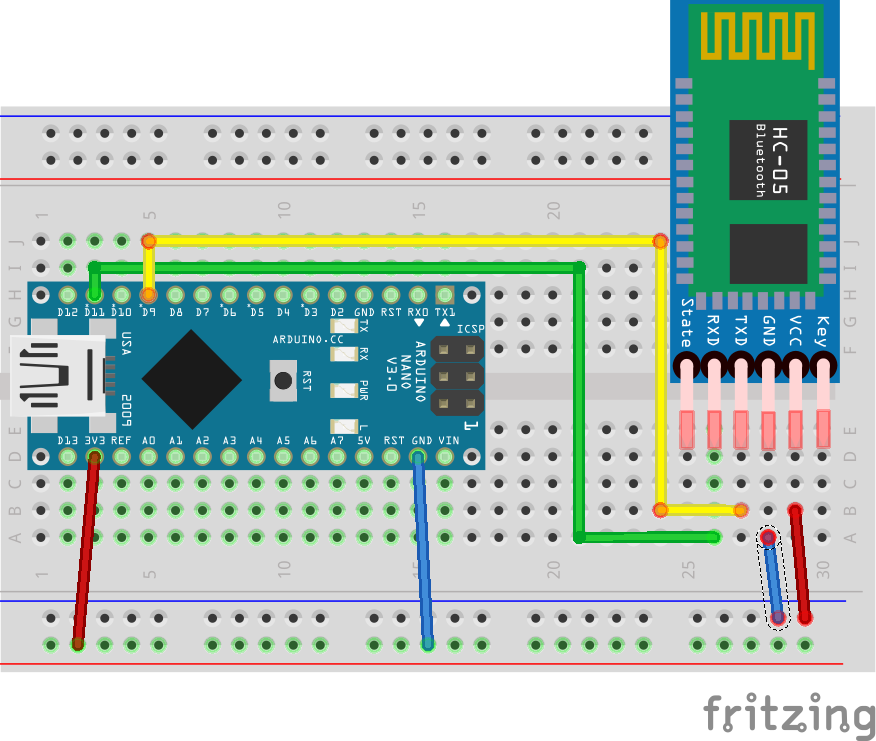 HC-05
Bluetooth
1 5 10 15 20
J J
I I
H H
G G
F F
D12 D11 D10 D9 D8 D7 D6 D5 D4 D3 D2 GND RST RX0 TX1
State RXD TXD GND VCC Key
ICSP
TX
RX
PWR
L
ARDUINO.CC
RST
ARDUINO
NANO
V3.0
USA
2009
1
D13 3V3 REF A0 A1 A2 A3 A4 A5 A6 A7 5V RST GND VIN
E E
D D
C C
B B
A A
1 5 10 15 20 25 30
fritzing